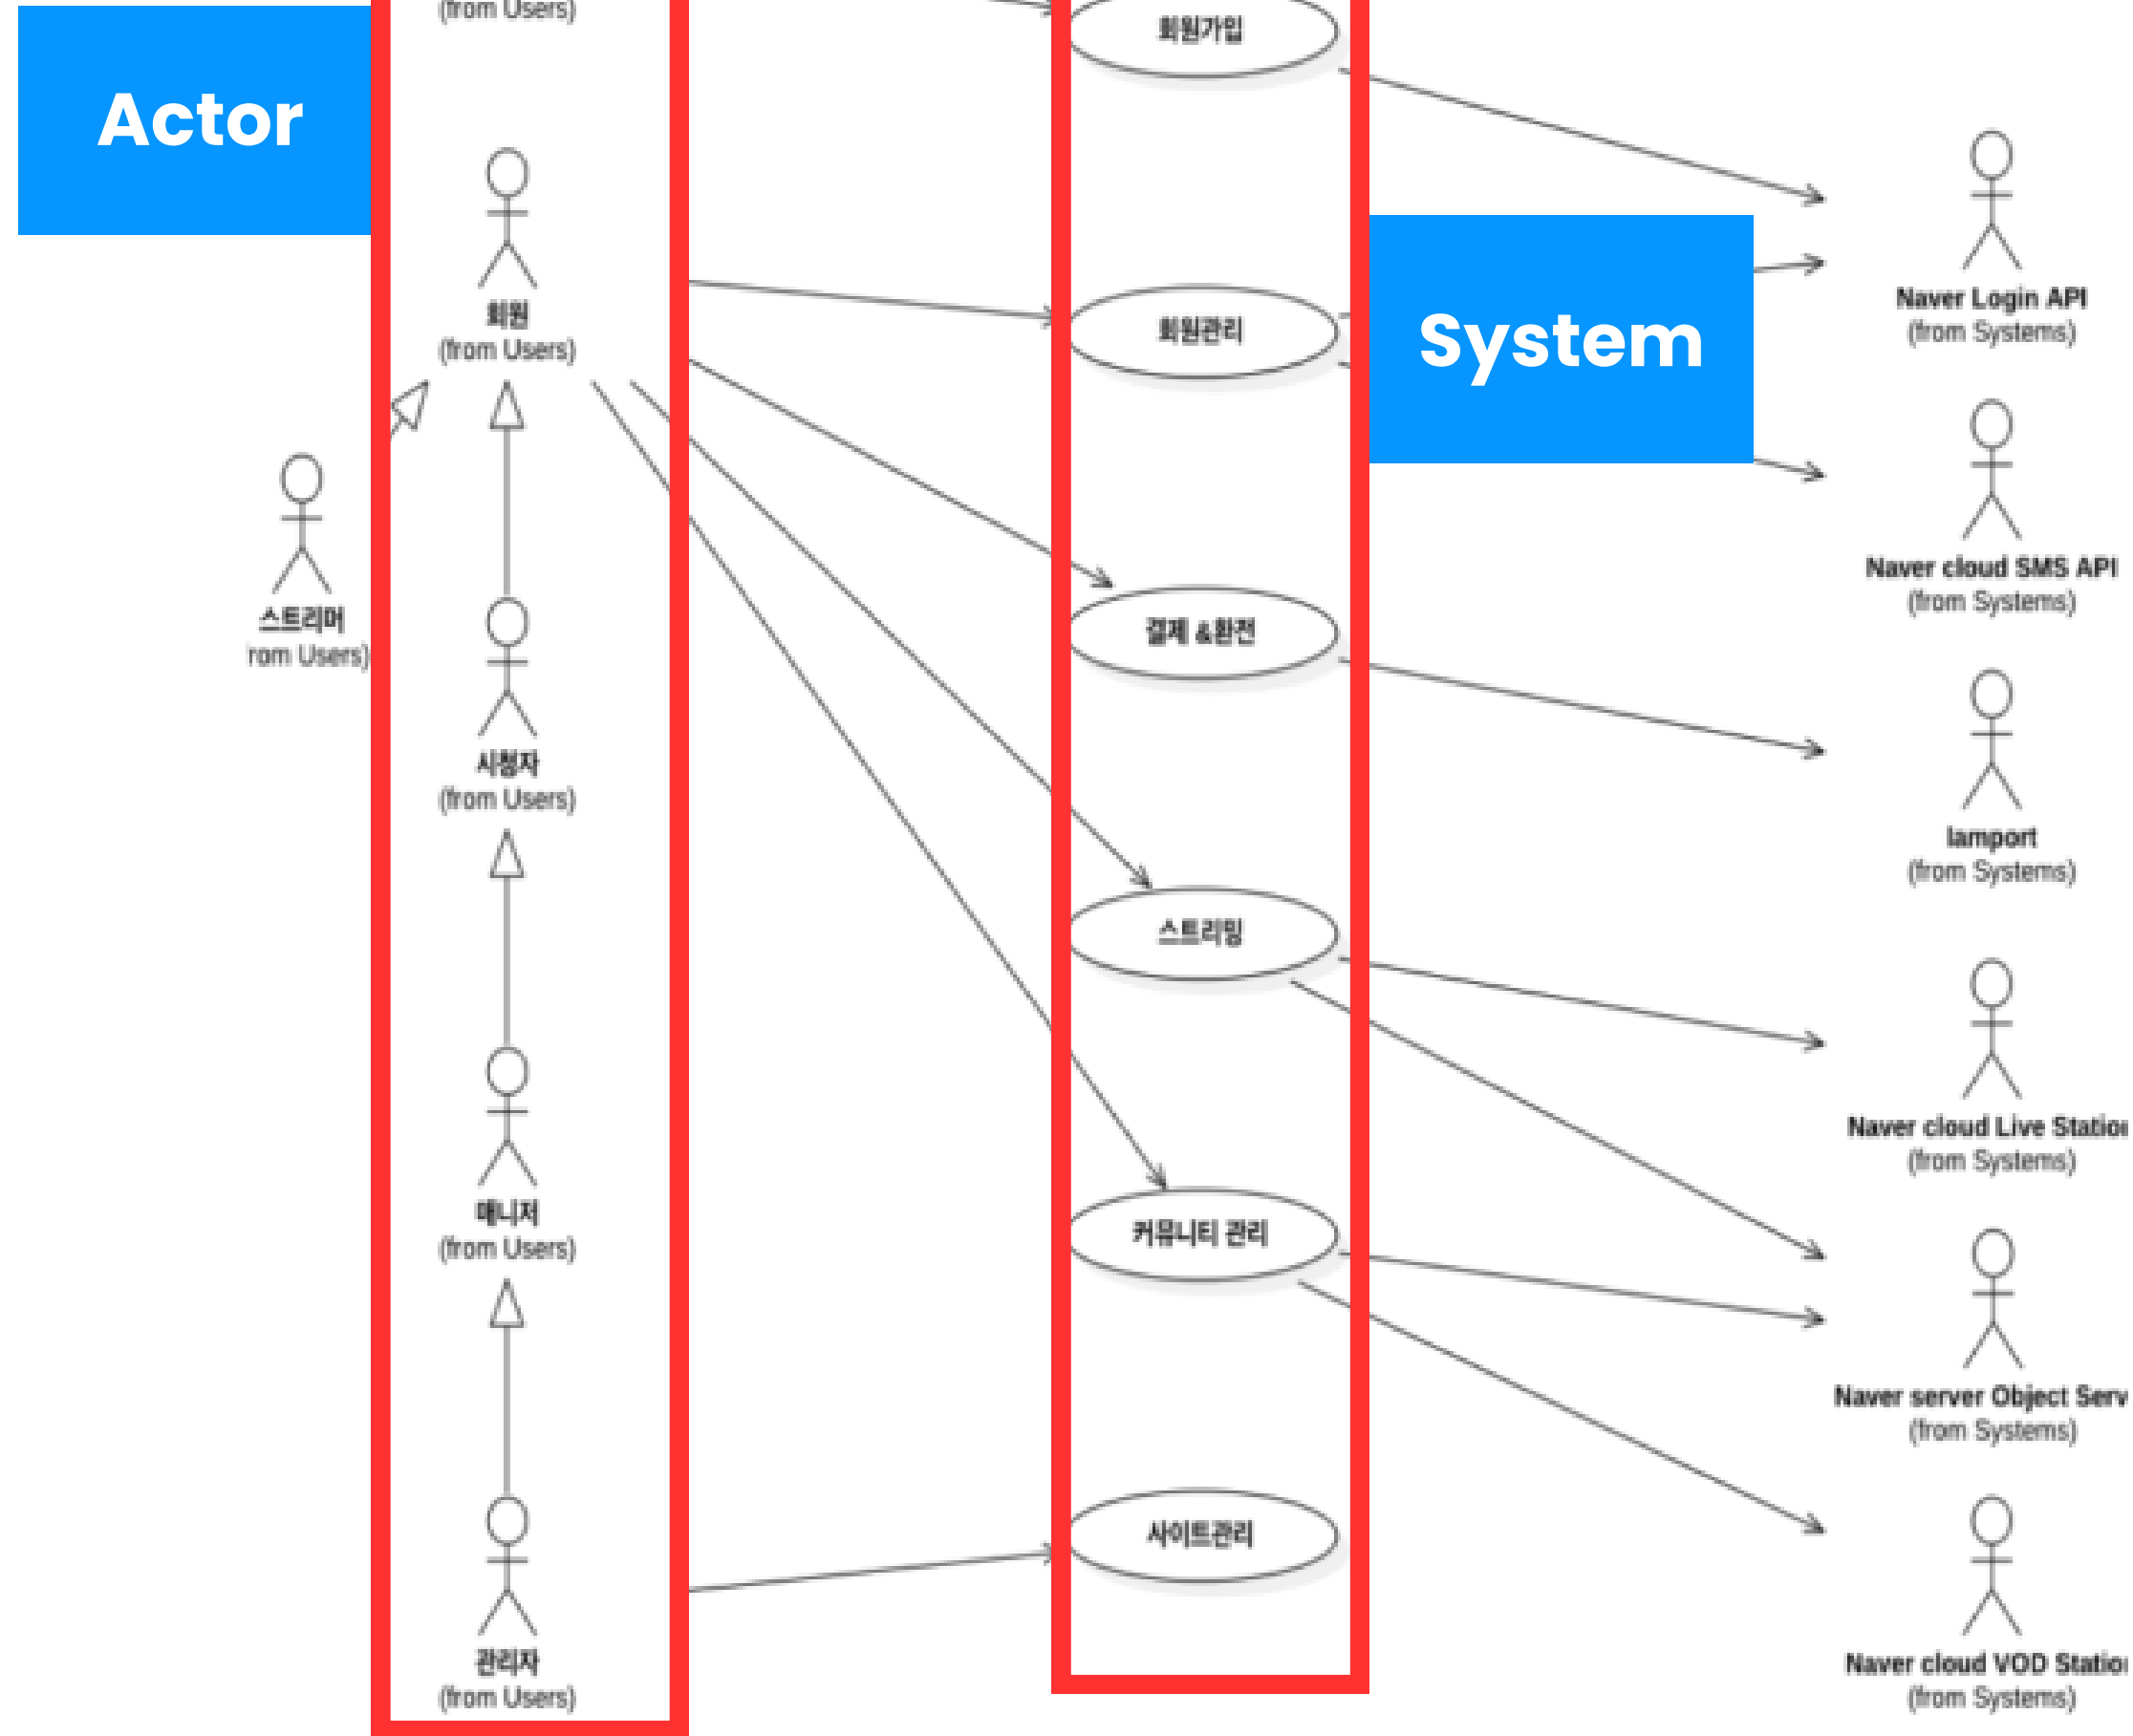 (from Users)
회원가입
Actor
회원
(from Users)
회원관리
System
Naver Login API
(from Systems)
스트리머
rom Users)
Naver cloud SMS API
(from Systems)
결제 &환전
시청자
(from Users)
Iamport
(from Systems)
스트리밍
Naver cloud Live Station
(from Systems)
매니저
(from Users)
커뮤니티 관리
Naver server Object Serv
(from Systems)
사이트관리
관리자
(from Users)
Naver cloud VOD Station
(from Systems)